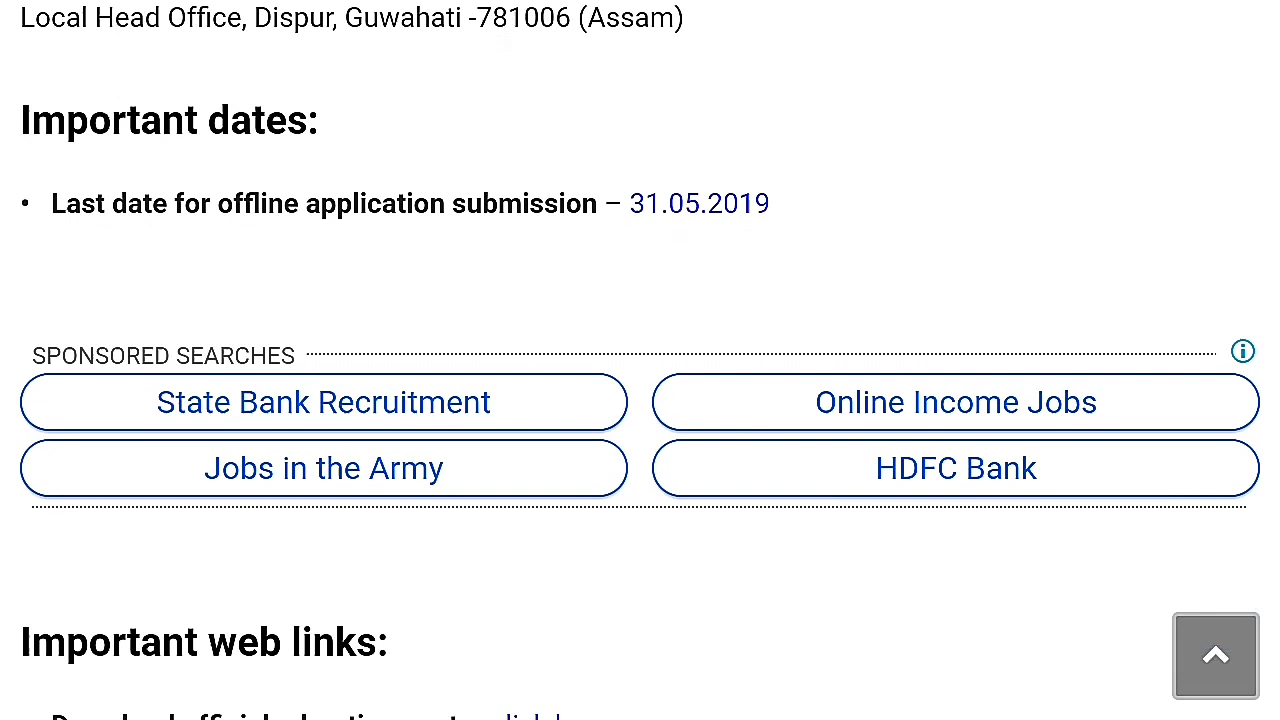 Local Head Office, Dispur, Guwahati -781006 (Assam)
Important dates:
• Last date for offline application submission – 31.05.2019
SPONSORED SEARCHES
State Bank Recruitment
Online Income Jobs
Jobs in the Army
HDFC Bank
Important web links: